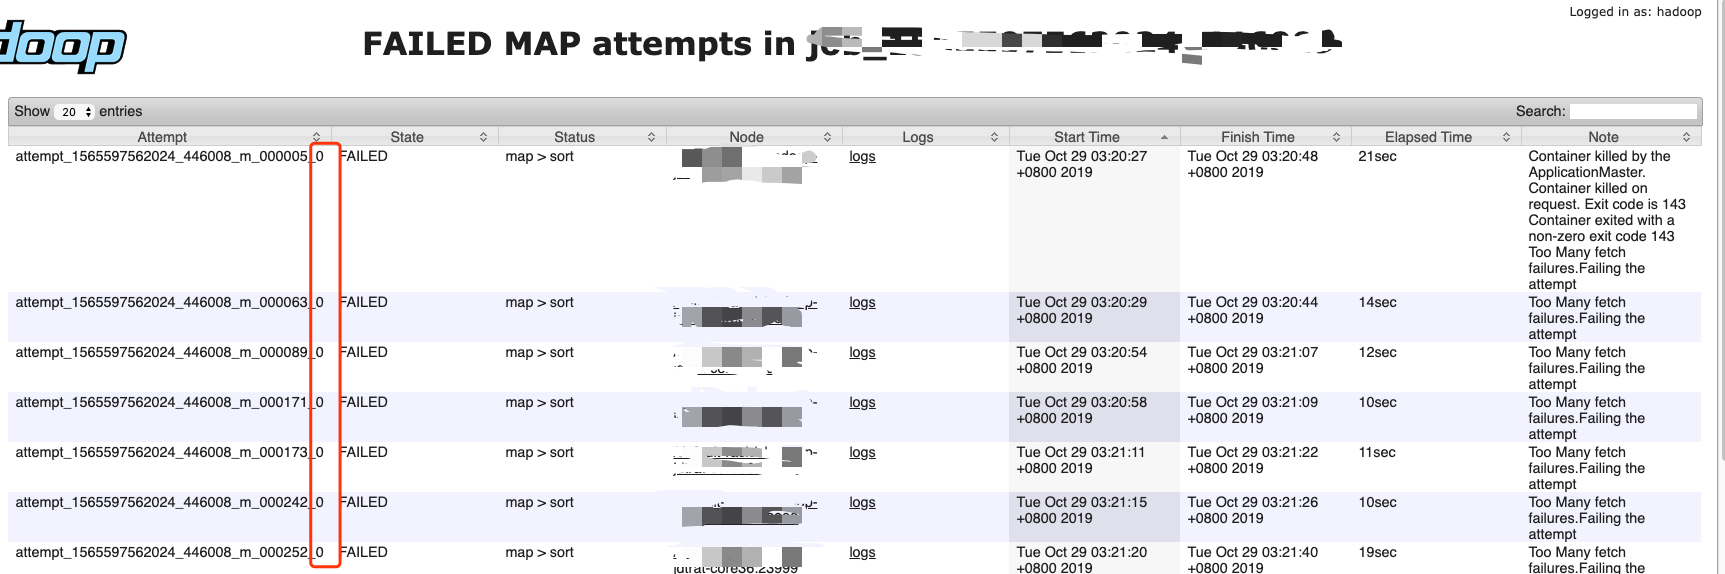 Logged in as: hadoop
doop
FAILED MAP attempts in
Show 20 entries
Search:
Attempt State Status Node Logs Start Time Finish Time Elapsed Time Note
attempt_1565597562024_446008_m_000005_0 FAILED map > sort logs Tue Oct 29 03:20:27 Tue Oct 29 03:20:48 21sec Container killed by the
+0800 2019 +0800 2019 ApplicationMaster.
Container killed on
request. Exit code is 143
Container exited with a
non-zero exit code 143
Too Many fetch
failures.Failing the
attempt
attempt_1565597562024_446008_m_000063_0 FAILED map > sort logs Tue Oct 29 03:20:29 Tue Oct 29 03:20:44 14sec Too Many fetch
+0800 2019 +0800 2019 failures.Failing the
attempt
attempt_1565597562024_446008_m_000089_0 FAILED map > sort logs Tue Oct 29 03:20:54 Tue Oct 29 03:21:07 12sec Too Many fetch
+0800 2019 +0800 2019 failures.Failing the
attempt
attempt_1565597562024_446008_m_000171_0 FAILED map > sort logs Tue Oct 29 03:20:58 Tue Oct 29 03:21:09 10sec Too Many fetch
+0800 2019 +0800 2019 failures.Failing the
attempt
attempt_1565597562024_446008_m_000173_0 FAILED map > sort logs Tue Oct 29 03:21:11 Tue Oct 29 03:21:22 11sec Too Many fetch
+0800 2019 +0800 2019 failures.Failing the
attempt
attempt_1565597562024_446008_m_000242_0 FAILED map > sort logs Tue Oct 29 03:21:15 Tue Oct 29 03:21:26 10sec Too Many fetch
+0800 2019 +0800 2019 failures.Failing the
attempt
attempt_1565597562024_446008_m_000252_0 FAILED map > sort logs Tue Oct 29 03:21:20 Tue Oct 29 03:21:40 19sec Too Many fetch
+0800 2019 +0800 2019 failures.Failing the